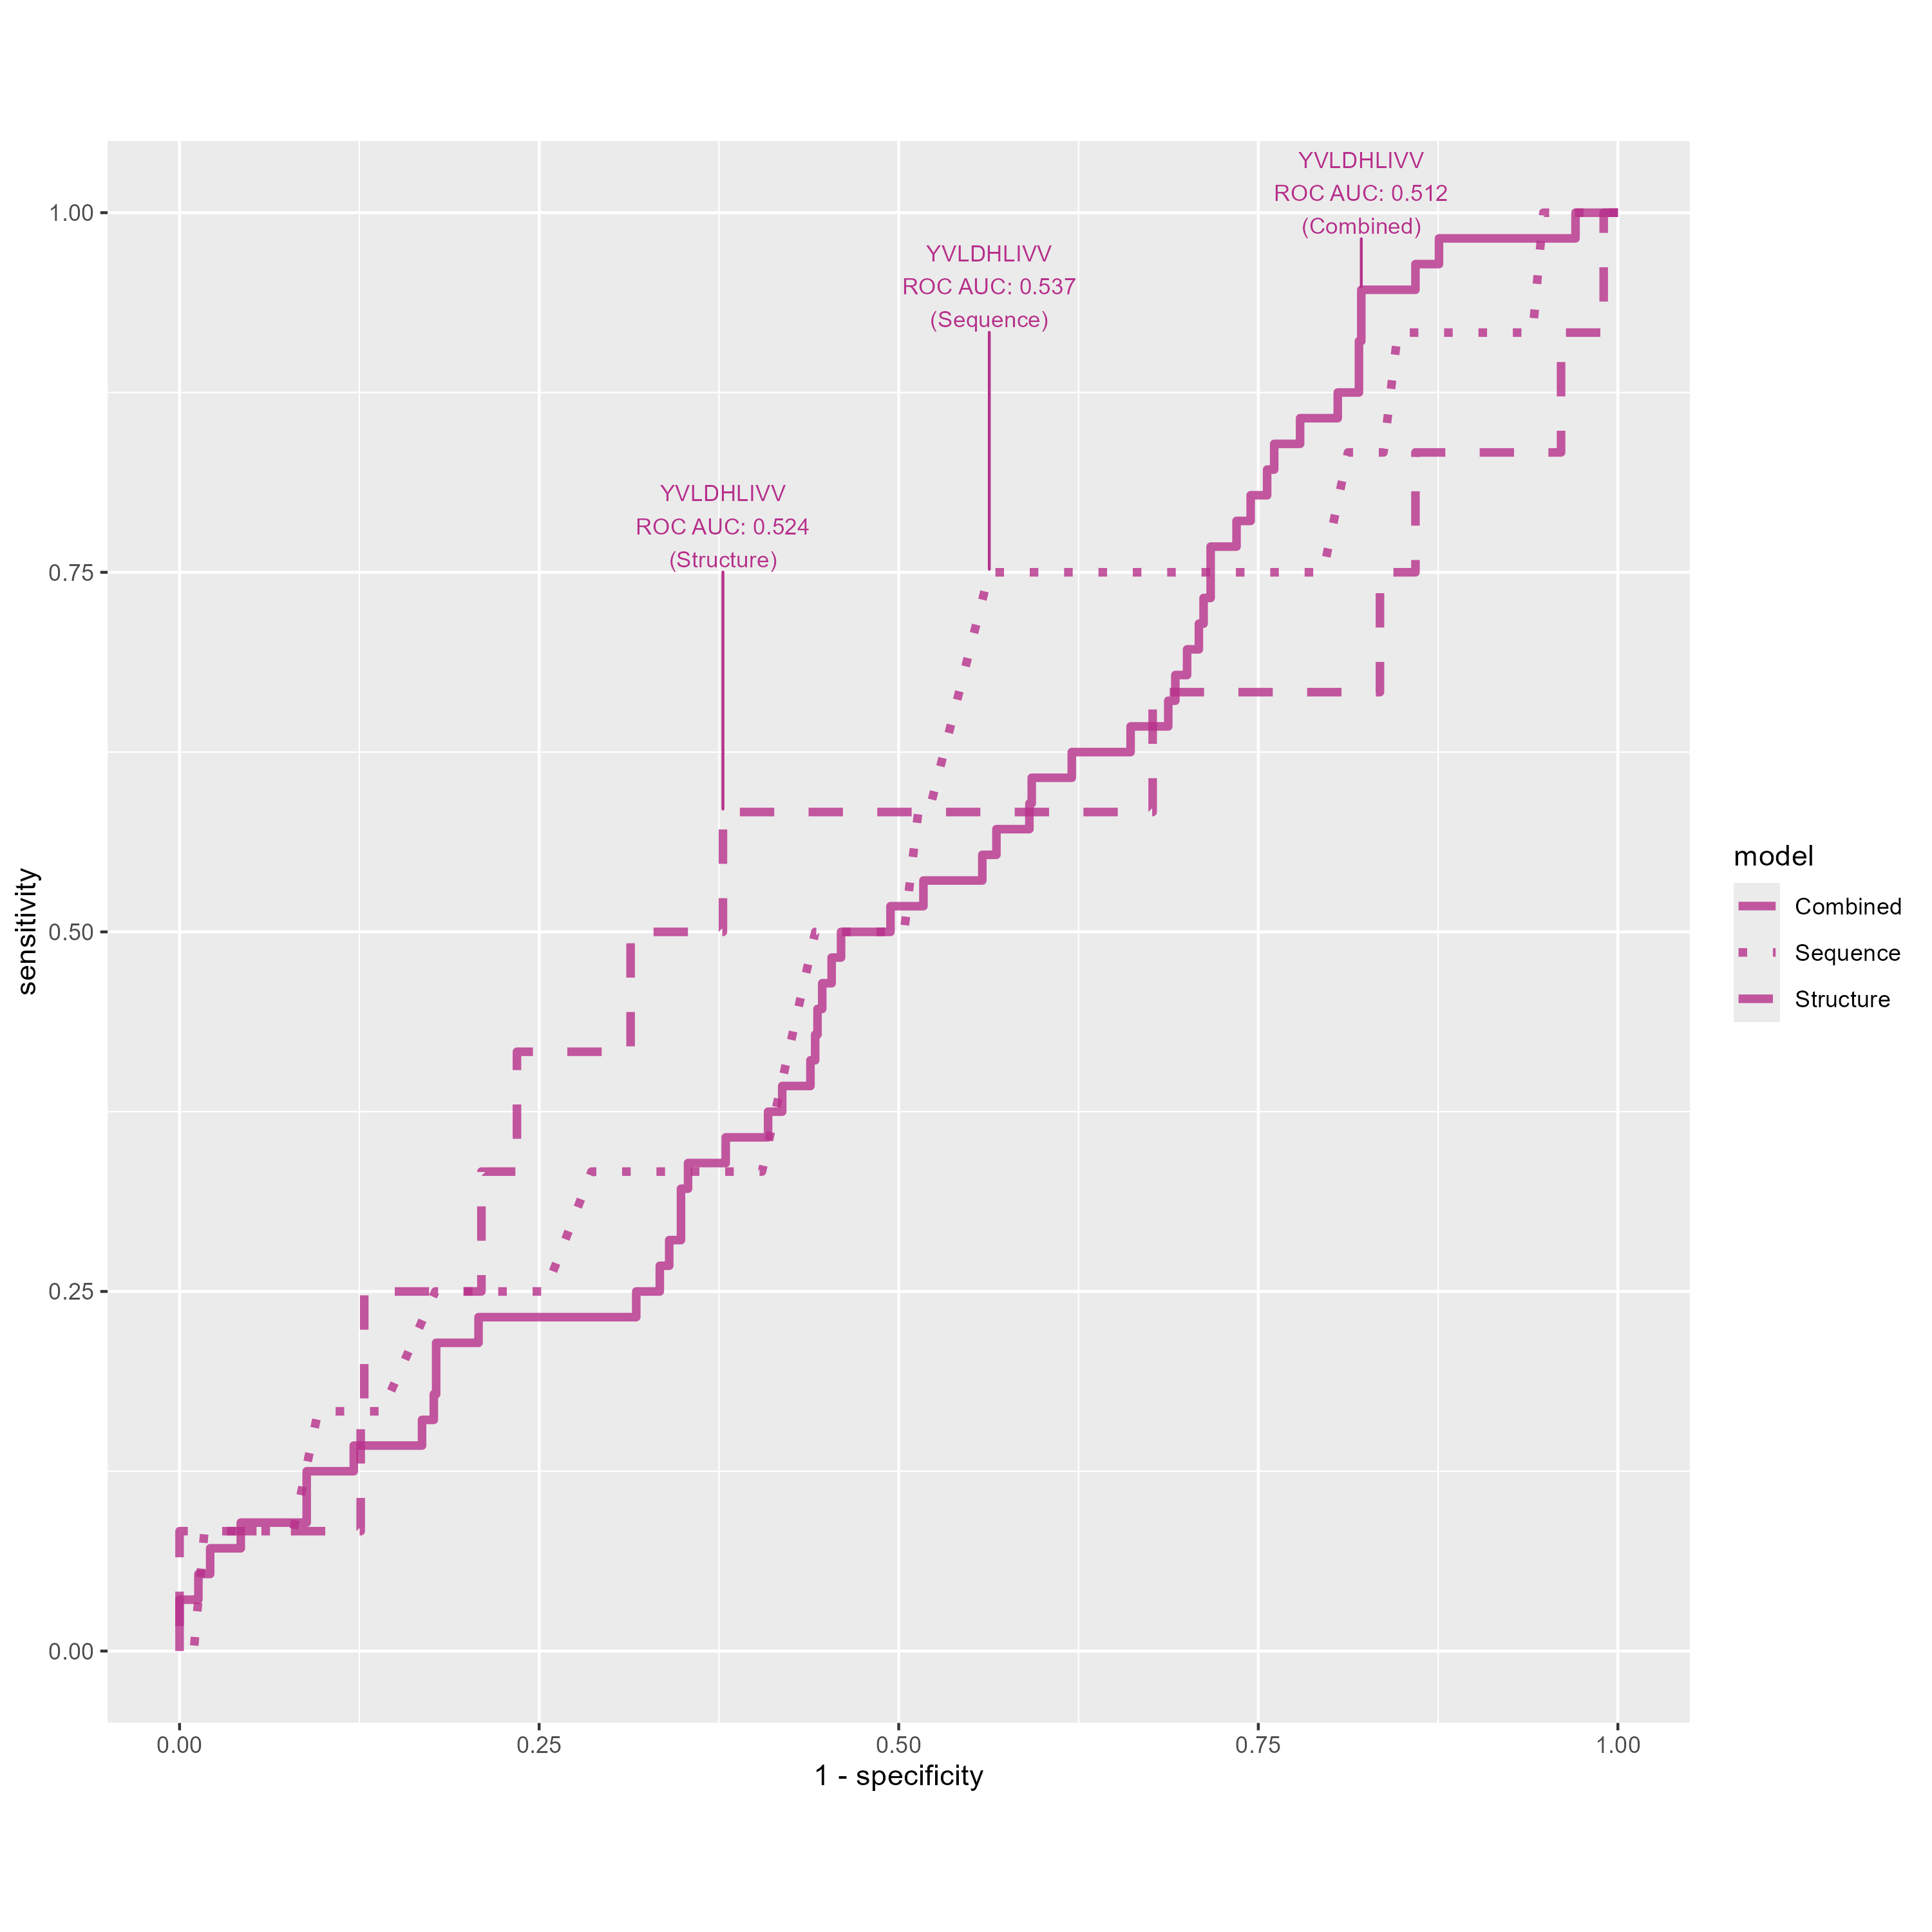 YVLDHLIVV
ROC AUC: 0.512
(Combined)
YVLDHLIVV
ROC AUC: 0.537
(Sequence)
YVLDHLIVV
ROC AUC: 0.524
(Structure)
1.00
0.75
0.50
0.25
0.00
sensitivity
0.00
0.25
0.50
0.75
1.00
1 - specificity
model
Combined
Sequence
Structure